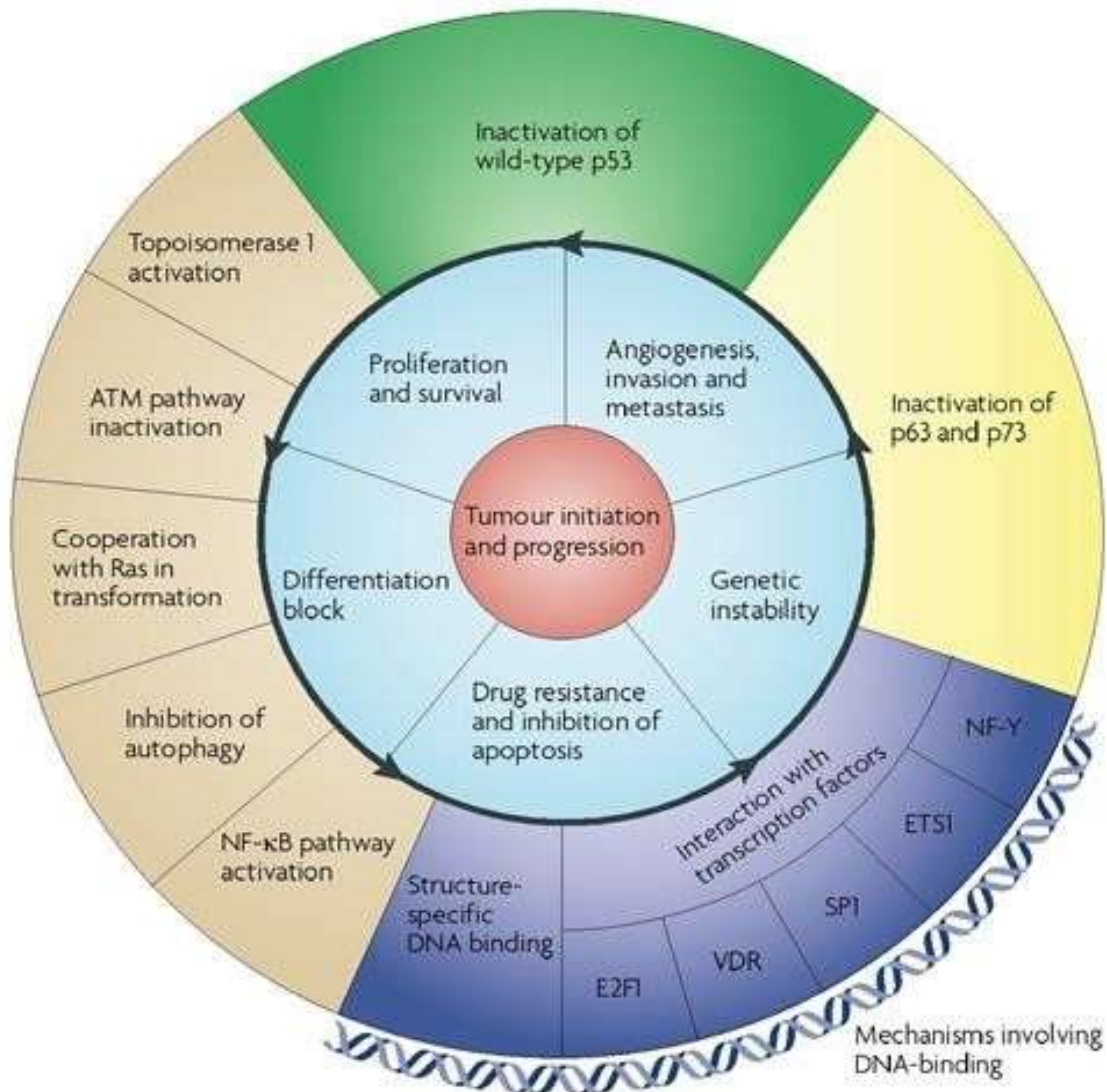 Inactivation of
wild-type p53
Topoisomerase 1
activation
Proliferation
and survival
Angiogenesis,
invasion and
metastasis
ATM pathway
inactivation
Inactivation of
p63 and p73
Tumour initiation
and progression
Cooperation
with Ras in
transformation
Differentiation
block
Genetic
instability
Inhibition of
autophagy
Drug resistance
and inhibition of
apoptosis
NF-κB pathway
activation
Structure-
specific
DNA binding
Interaction with
transcription factors
NF-Y
ETS1
SP1
VDR
E2F1
Mechanisms involving
DNA-binding